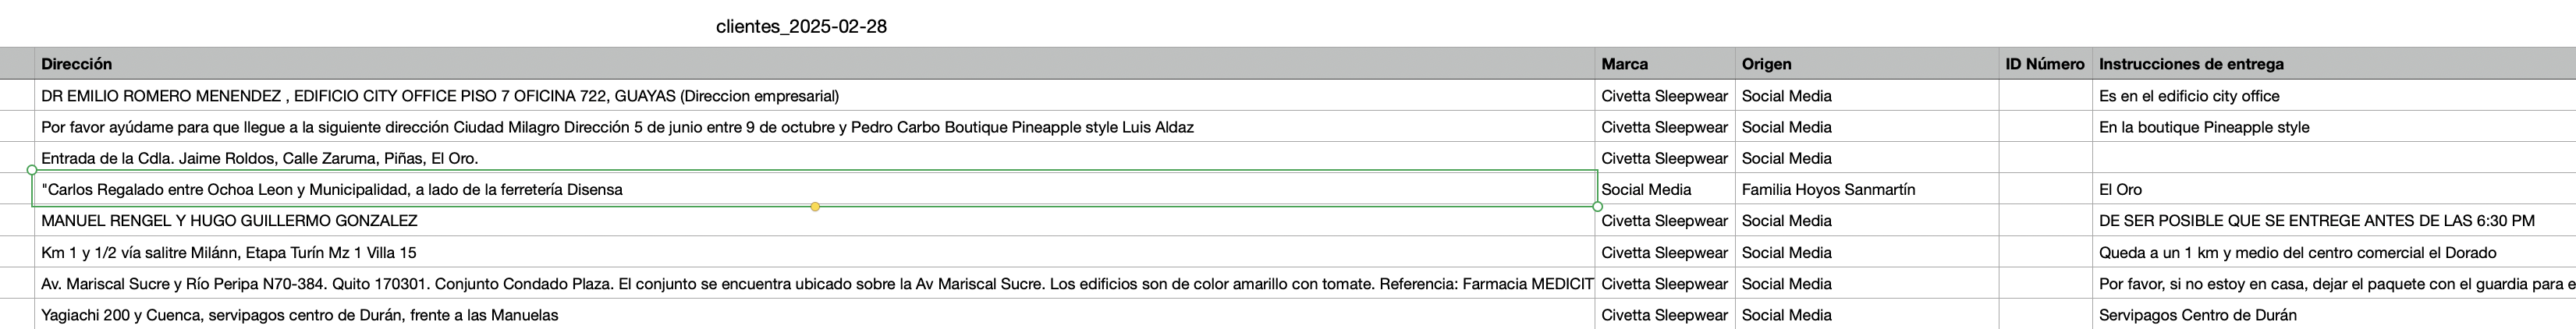 clientes_2025-02-28
Dirección Marca Origen ID Número Instrucciones de entrega
DR EMILIO ROMERO MENENDEZ , EDIFICIO CITY OFFICE PISO 7 OFICINA 722, GUAYAS (Direccion empresarial) Civetta Sleepwear Social Media Es en el edificio city office
Por favor ayúdame para que llegue a la siguiente dirección Ciudad Milagro Dirección 5 de junio entre 9 de octubre y Pedro Carbo Boutique Pineapple style Luis Aldaz Civetta Sleepwear Social Media En la boutique Pineapple style
Entrada de la Cdla. Jaime Roldos, Calle Zaruma, Piñas, El Oro. Civetta Sleepwear Social Media
"Carlos Regalado entre Ochoa Leon y Municipalidad, a lado de la ferretería Disensa Social Media Familia Hoyos Sanmartín El Oro
MANUEL RENGEL Y HUGO GUILLERMO GONZALEZ Civetta Sleepwear Social Media DE SER POSIBLE QUE SE ENTREGE ANTES DE LAS 6:30 PM
Km 1 y 1/2 vía salitre Milánn, Etapa Turín Mz 1 Villa 15 Civetta Sleepwear Social Media Queda a un 1 km y medio del centro comercial el Dorado
Av. Mariscal Sucre y Río Peripa N70-384. Quito 170301. Conjunto Condado Plaza. El conjunto se encuentra ubicado sobre la Av Mariscal Sucre. Los edificios son de color amarillo con tomate. Referencia: Farmacia MEDICIT Civetta Sleepwear Social Media Por favor, si no estoy en casa, dejar el paquete con el guardia para e
Yagiachi 200 y Cuenca, servipagos centro de Durán, frente a las Manuelas Civetta Sleepwear Social Media Servipagos Centro de Durán